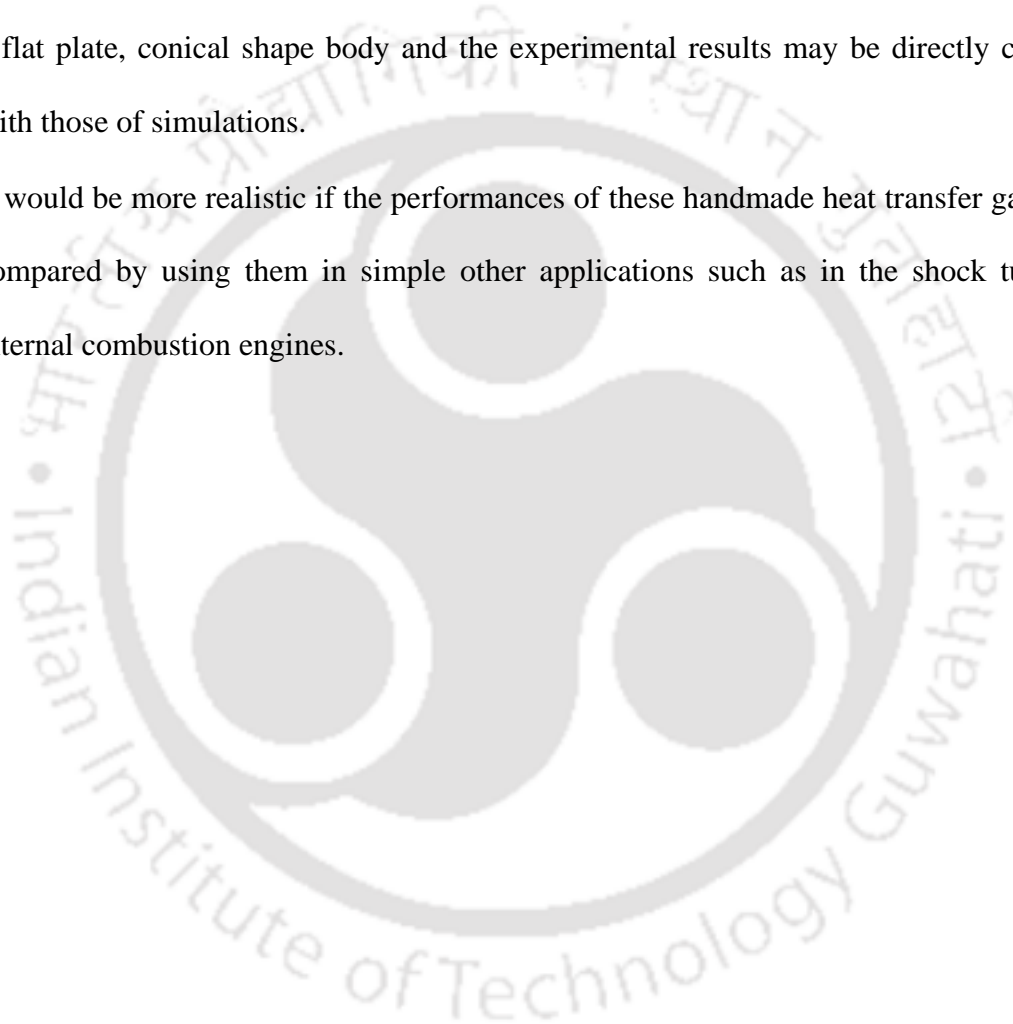 flat plate, conical shape body and the experimental results may be directly c
ith those of simulations.
would be more realistic if the performances of these handmade heat transfer ga
ompared by using them in simple other applications such as in the shock tu
ternal combustion engines.
भारतीय प्रौद्योगिकी संस्थान गुवाहाटी
• Indian Institute of Technology Guwahati •